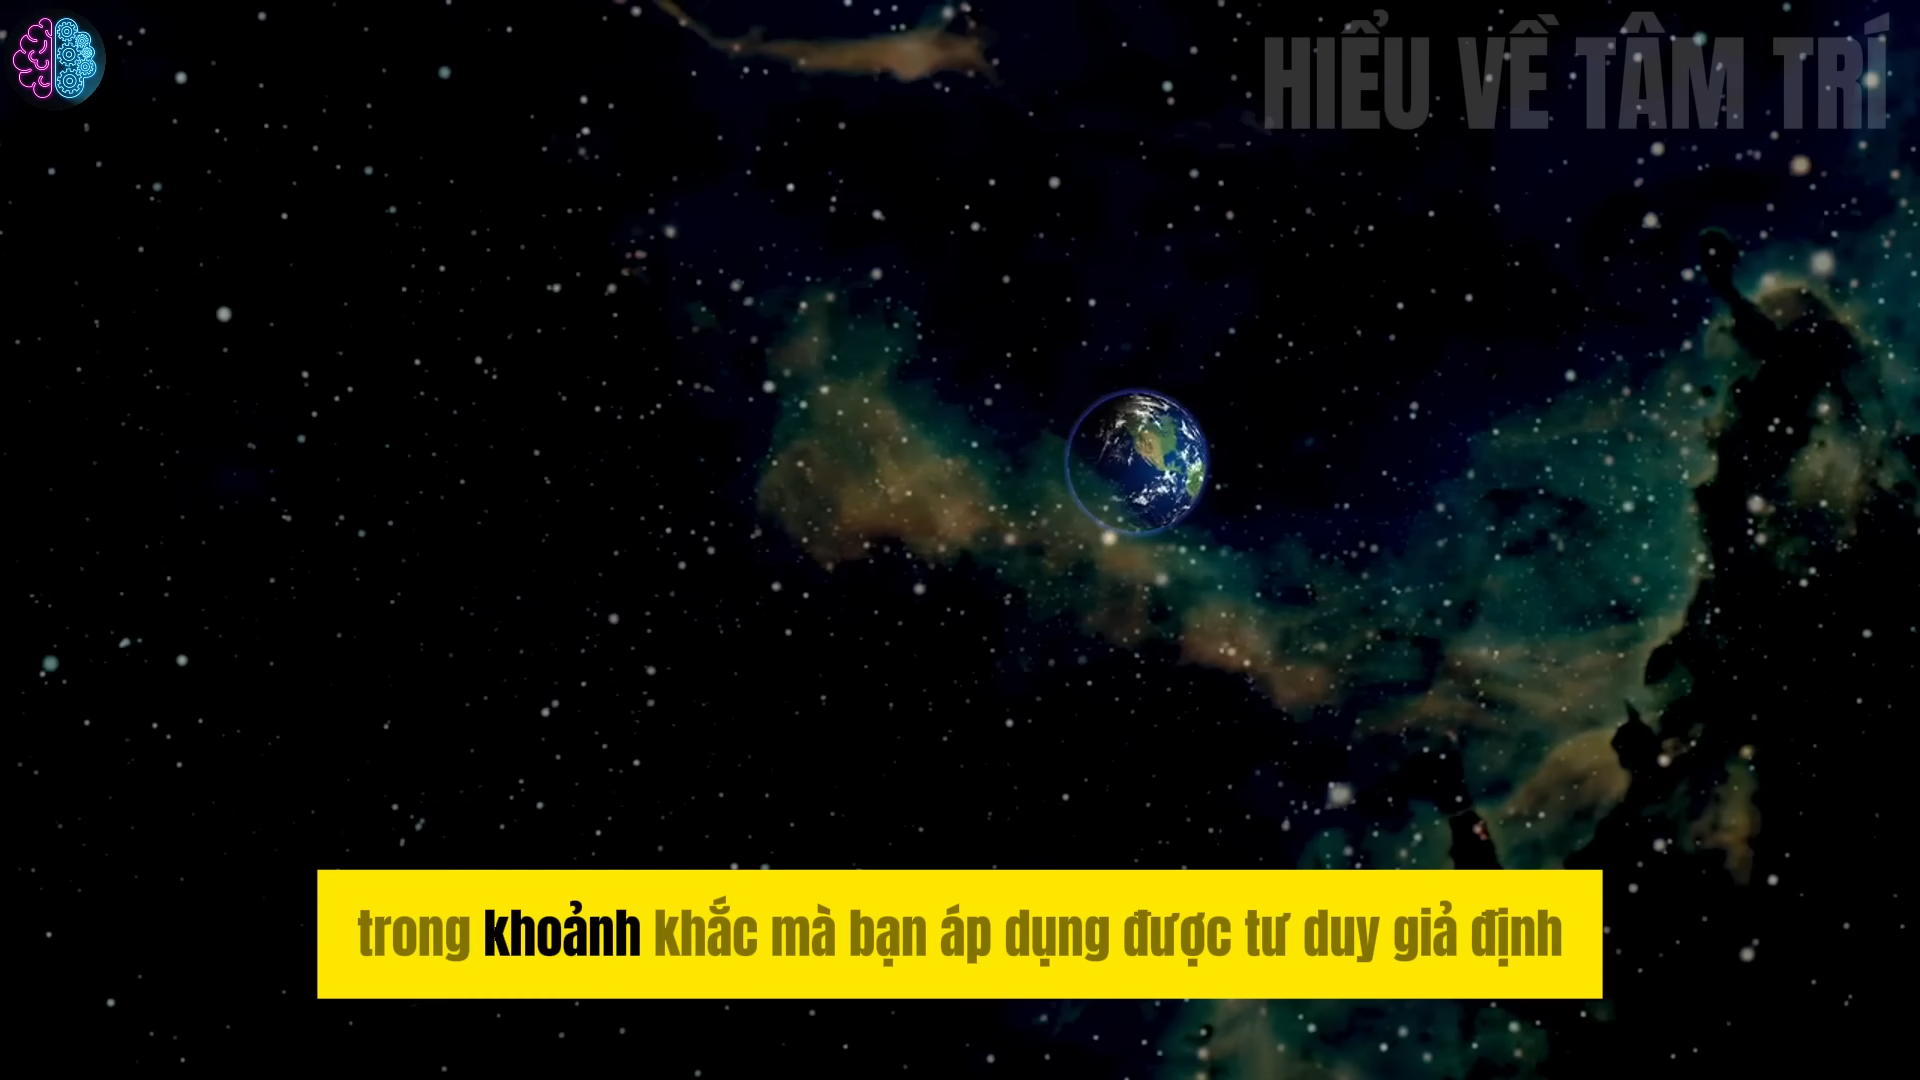 HIỂU VỀ TÂM TRÍ
trong khoảnh khắc mà bạn áp dụng được tư duy giả định